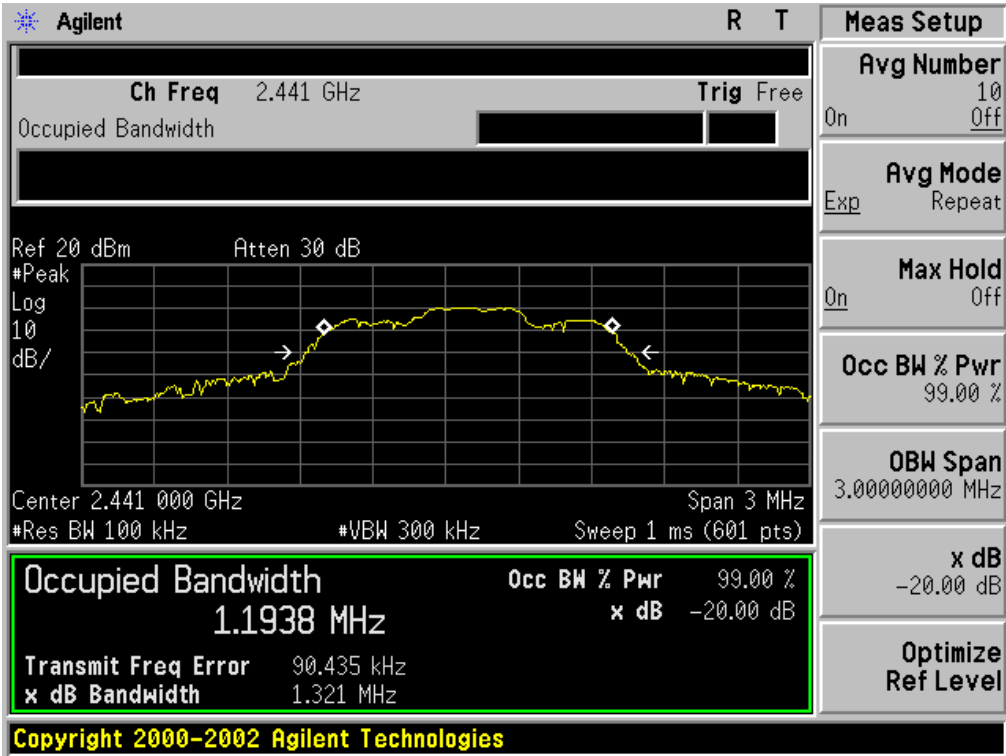 Agilent R T
Ch Freq 2.441 GHz Trig Free
Occupied Bandwidth
Ref 20 dBm Atten 30 dB
#Peak
Log
10
dB/
Center 2.441 000 GHz Span 3 MHz
#Res BW 100 kHz #VBW 300 kHz Sweep 1 ms (601 pts)
Occupied Bandwidth Occ BW % Pwr 99.00 %
1.1938 MHz x dB -20.00 dB
Transmit Freq Error 90.435 kHz
x dB Bandwidth 1.321 MHz
Copyright 2000-2002 Agilent Technologies
Meas Setup
Avg Number
10
On Off
Avg Mode
Exp Repeat
Max Hold
On Off
Occ BW % Pwr
99.00 %
OBW Span
3.00000000 MHz
x dB
-20.00 dB
Optimize
Ref Level